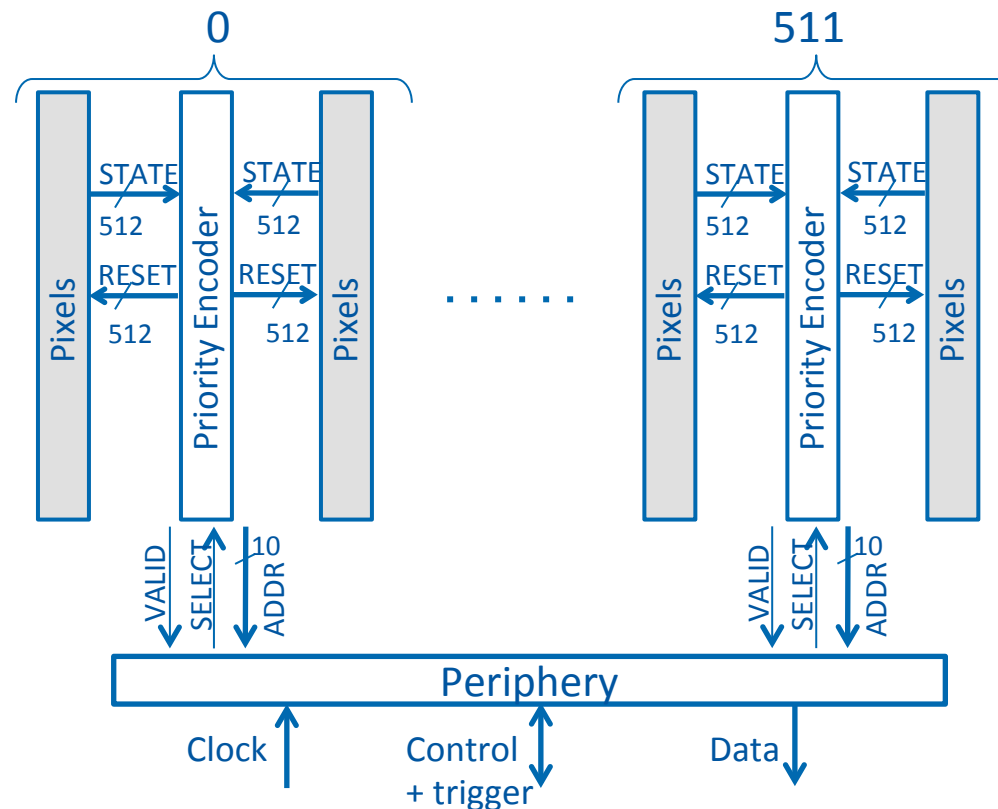 0
511
STATE
STATE
STATE
STATE
512
512
512
512
RESET
RESET
RESET
RESET
512
512
512
512
Pixels
Priority Encoder
Pixels
......
Pixels
Priority Encoder
Pixels
VALID
SELECT
10
ADDR
VALID
SELECT
10
ADDR
Periphery
Clock
Control
+ trigger
Data